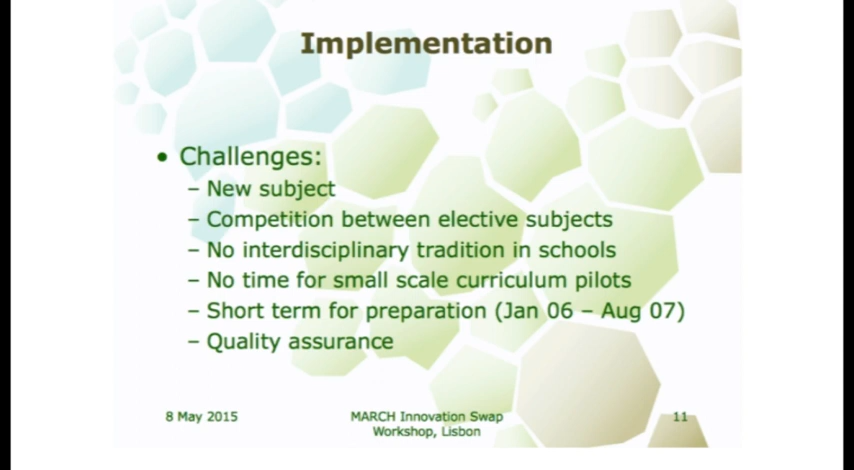 Implementation
• Challenges:
– New subject
– Competition between elective subjects
– No interdisciplinary tradition in schools
– No time for small scale curriculum pilots
– Short term for preparation (Jan 06 – Aug 07)
– Quality assurance
8 May 2015
MARCH Innovation Swap
Workshop, Lisbon
11